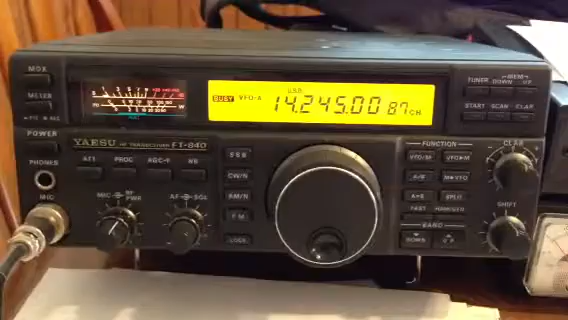 MOX
METER
POWER
PHONES
MIC
BUSY VFO-A USB 14.245.00 87 CH
YAESU HF TRANSCEIVER FT-840
ATT PROC AGC-F NB
MIC RF PWR AF SQL
SSB
CW/N
AM/N
FM
LOCK
TUNER DOWN MEM UP
START SCAN CLAR
FUNCTION
VFO/M VFO▶M
A/B M▶VFO
A=B SPLIT
FAST HAM/GEN
BAND
DOWN UP
CLAR
SHIFT